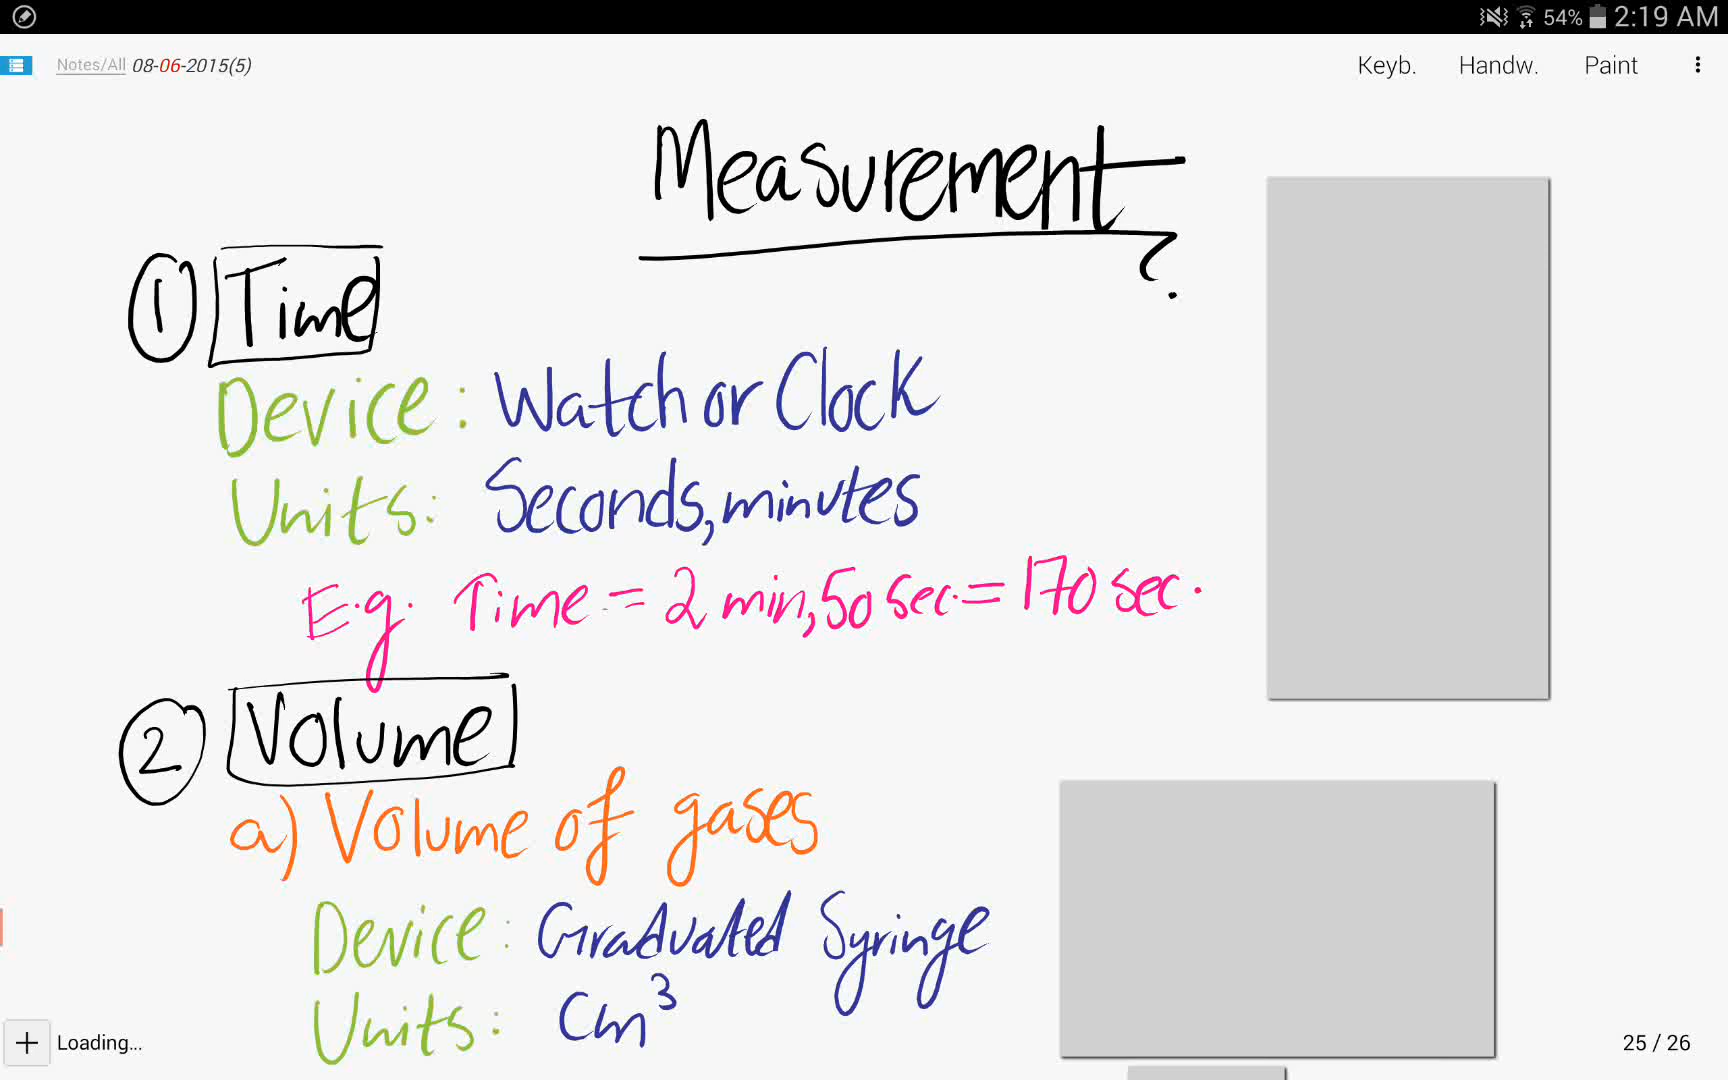 54% 2:19 AM
Notes/All 08-06-2015(5) Keyb. Handw. Paint
Measurement
?
1 Time
Device: Watch or Clock
Units: Seconds, minutes
E.g. Time = 2 min, 50 sec. = 170 sec.
2 Volume
a) Volume of gases
Device: Graduated Syringe
Units: Cm³
+ Loading... 25 / 26